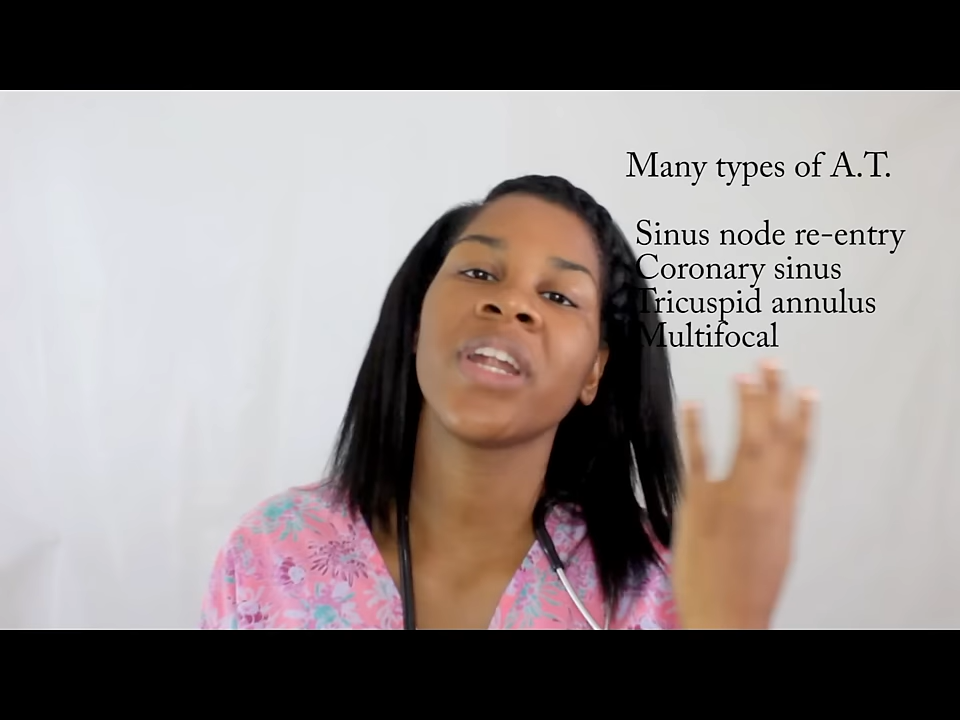 Many types of A.T.
Sinus node re-entry
Coronary sinus
Tricuspid annulus
Multifocal